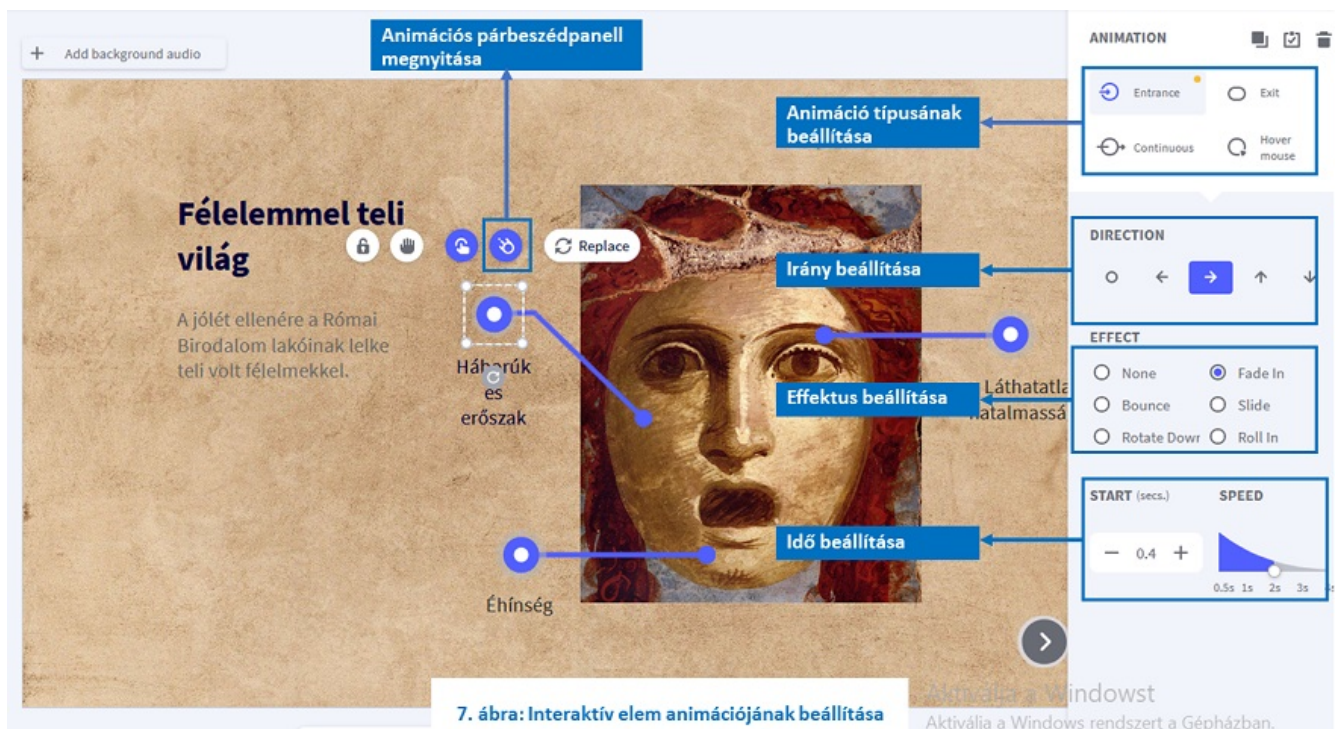 Add background audio
Animációs párbeszédpanell
megnyitása
ANIMATION
Entrance
Exit
Continuous
Hover
mouse
Animáció típusának
beállítása
Félelemmel teli
világ
Replace
A jólét ellenére a Római
Birodalom lakóinak lelke
teli volt félelmekkel.
Háborúk
és
erőszak
Éhínség
DIRECTION
Irány beállítása
EFFECT
None
Fade In
Bounce
Slide
Rotate Dowr
Roll In
Effektus beállítása
Láthatatla
hatalmassá
START (secs.)
SPEED
0.4
0.5s 1s 2s 3s
Idő beállítása
7. ábra: Interaktív elem animációjának beállítása
Aktiválja a Windowst
Aktiválja a Windows rendszert a Gépházban.